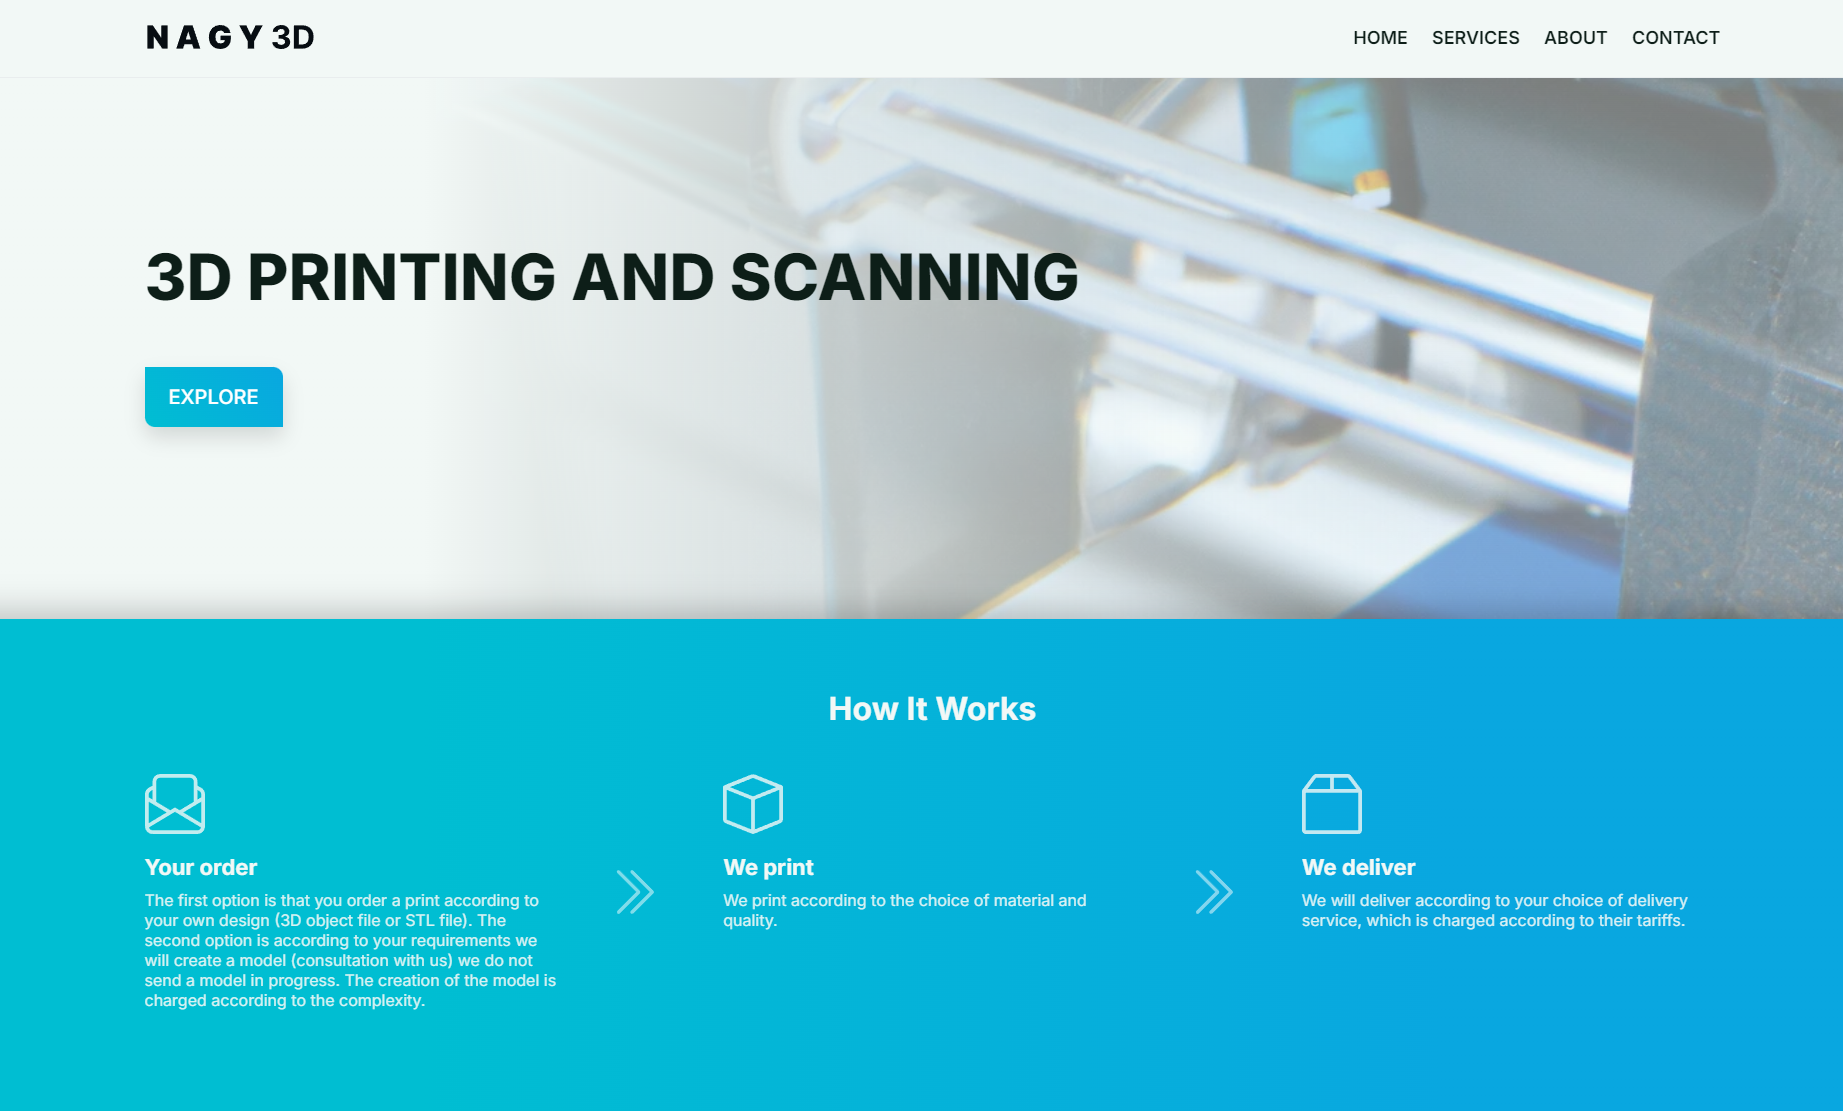 NAGY 3D
HOME SERVICES ABOUT CONTACT
3D PRINTING AND SCANNING
EXPLORE
How It Works
Your order
The first option is that you order a print according to
your own design (3D object file or STL file). The
second option is according to your requirements we
will create a model (consultation with us) we do not
send a model in progress. The creation of the model is
charged according to the complexity.
We print
We print according to the choice of material and
quality.
We deliver
We will deliver according to your choice of delivery
service, which is charged according to their tariffs.